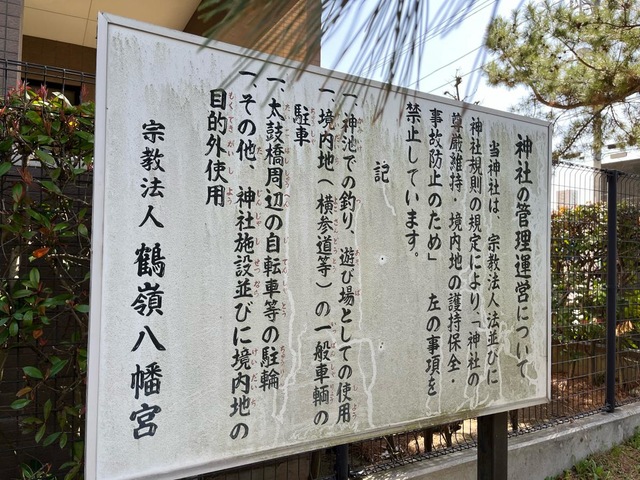 神社の管理運営について
当神社は、宗教法人法並びに
神社規則の規定により「神社の
尊厳維持・境内地の護持保全・
事故防止のため」 左の事項を
禁止しています。
記
一、神池での釣り、遊び場としての使用
一、境内地(横参道等)の一般車輌の
駐車
一、太鼓橋周辺の自転車等の駐輪
一、その他、神社施設並びに境内地の
目的外使用
宗教法人 鶴嶺八幡宮